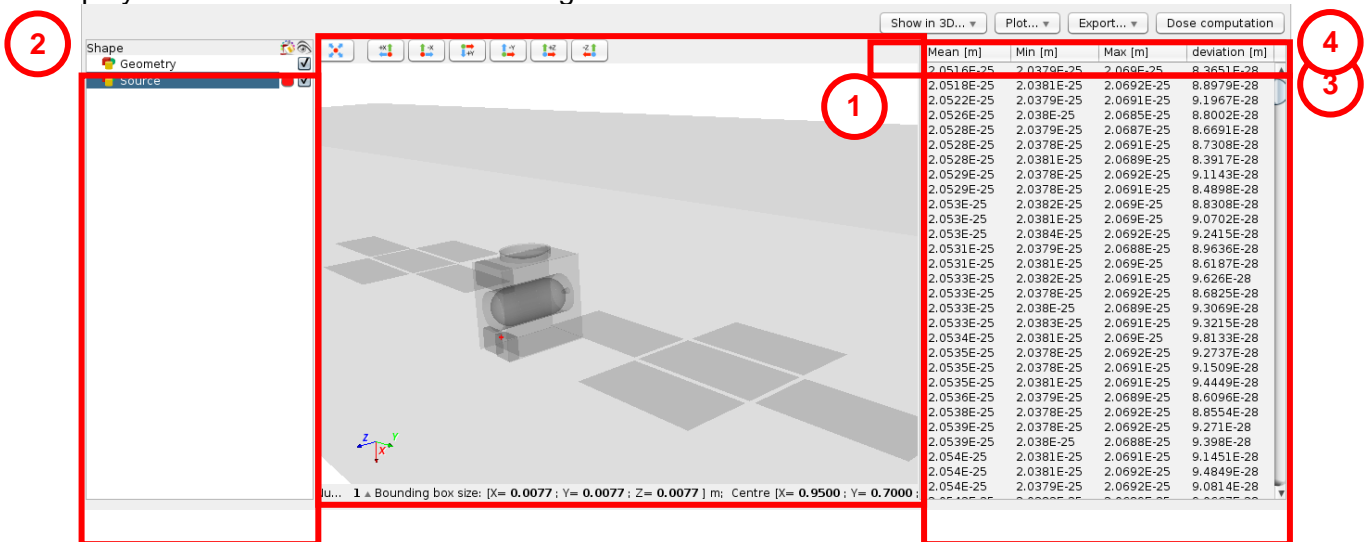 Show in 3D... Plot... Export... Dose computation
2
4
3
1
Shape
Geometry
Source
+X -X +Y -Y +Z -Z
Mean [m] Min [m] Max [m] deviation [m]
2.0516E-25 2.0379E-25 2.069E-25 8.3651E-28
2.0518E-25 2.0381E-25 2.0692E-25 8.8979E-28
2.0522E-25 2.0379E-25 2.0691E-25 9.1967E-28
2.0526E-25 2.038E-25 2.0685E-25 8.8002E-28
2.0528E-25 2.0379E-25 2.0687E-25 8.6691E-28
2.0528E-25 2.0378E-25 2.0691E-25 8.7308E-28
2.0528E-25 2.0381E-25 2.0689E-25 8.3917E-28
2.0529E-25 2.0378E-25 2.0692E-25 9.1143E-28
2.0529E-25 2.0378E-25 2.0691E-25 8.4898E-28
2.053E-25 2.0382E-25 2.069E-25 8.8308E-28
2.053E-25 2.0381E-25 2.069E-25 9.0702E-28
2.053E-25 2.0384E-25 2.0692E-25 9.2415E-28
2.0531E-25 2.0379E-25 2.0688E-25 8.9636E-28
2.0531E-25 2.0381E-25 2.069E-25 8.6187E-28
2.0533E-25 2.0382E-25 2.0691E-25 9.626E-28
2.0533E-25 2.0378E-25 2.0692E-25 8.6825E-28
2.0533E-25 2.038E-25 2.0689E-25 9.3069E-28
2.0533E-25 2.0383E-25 2.0691E-25 9.3215E-28
2.0534E-25 2.0381E-25 2.069E-25 9.8133E-28
2.0535E-25 2.0378E-25 2.0692E-25 9.2737E-28
2.0535E-25 2.0378E-25 2.0691E-25 9.1509E-28
2.0535E-25 2.0381E-25 2.0691E-25 9.4449E-28
2.0536E-25 2.0379E-25 2.0689E-25 8.6096E-28
2.0538E-25 2.0378E-25 2.0692E-25 8.8554E-28
2.0539E-25 2.0378E-25 2.0692E-25 9.271E-28
2.0539E-25 2.038E-25 2.0688E-25 9.398E-28
2.054E-25 2.0381E-25 2.0691E-25 9.1451E-28
2.054E-25 2.0381E-25 2.0692E-25 9.4849E-28
2.054E-25 2.0379E-25 2.0692E-25 9.0814E-28
Z Y
X
1 Bounding box size: [X= 0.0077 ; Y= 0.0077 ; Z= 0.0077 ] m; Centre [X= 0.9500 ; Y= 0.7000 ;